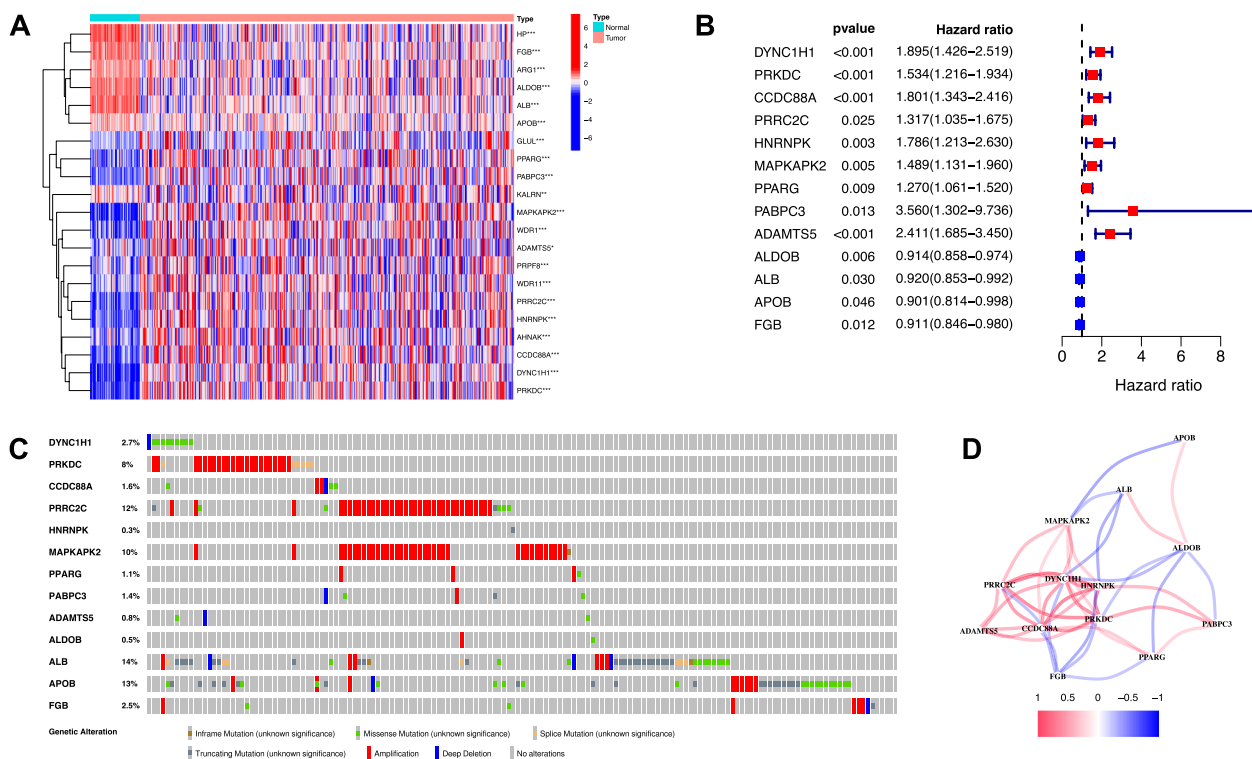 A
Type
HP***
FGB***
ARG1***
ALDOB***
ALB***
APOB***
GLUL***
PPARG***
PABPC3***
KALRN**
MAPKAPK2***
WDR1***
ADAMTS5*
PRPF8***
WDR11***
PRRC2C***
HNRNPK***
AHNAK***
CCDC88A***
DYNC1H1***
PRKDC***
6
4
2
0
−2
−4
−6
Type
Normal
Tumor
B
pvalue Hazard ratio
DYNC1H1 <0.001 1.895(1.426−2.519)
PRKDC <0.001 1.534(1.216−1.934)
CCDC88A <0.001 1.801(1.343−2.416)
PRRC2C 0.025 1.317(1.035−1.675)
HNRNPK 0.003 1.786(1.213−2.630)
MAPKAPK2 0.005 1.489(1.131−1.960)
PPARG 0.009 1.270(1.061−1.520)
PABPC3 0.013 3.560(1.302−9.736)
ADAMTS5 <0.001 2.411(1.685−3.450)
ALDOB 0.006 0.914(0.858−0.974)
ALB 0.030 0.920(0.853−0.992)
APOB 0.046 0.901(0.814−0.998)
FGB 0.012 0.911(0.846−0.980)
0 2 4 6 8
Hazard ratio
C
DYNC1H1 2.7%
PRKDC 8%
CCDC88A 1.6%
PRRC2C 12%
HNRNPK 0.3%
MAPKAPK2 10%
PPARG 1.1%
PABPC3 1.4%
ADAMTS5 0.8%
ALDOB 0.5%
ALB 14%
APOB 13%
FGB 2.5%
Genetic Alteration Inframe Mutation (unknown significance) Missense Mutation (unknown significance) Splice Mutation (unknown significance)
Truncating Mutation (unknown significance) Amplification Deep Deletion No alterations
D
APOB
ALB
MAPKAPK2
ALDOB
DYNC1H1
PRRC2C HNRNPK
PRKDC
ADAMTS5 CCDC88A PABPC3
PPARG
FGB
1 0.5 0 −0.5 −1